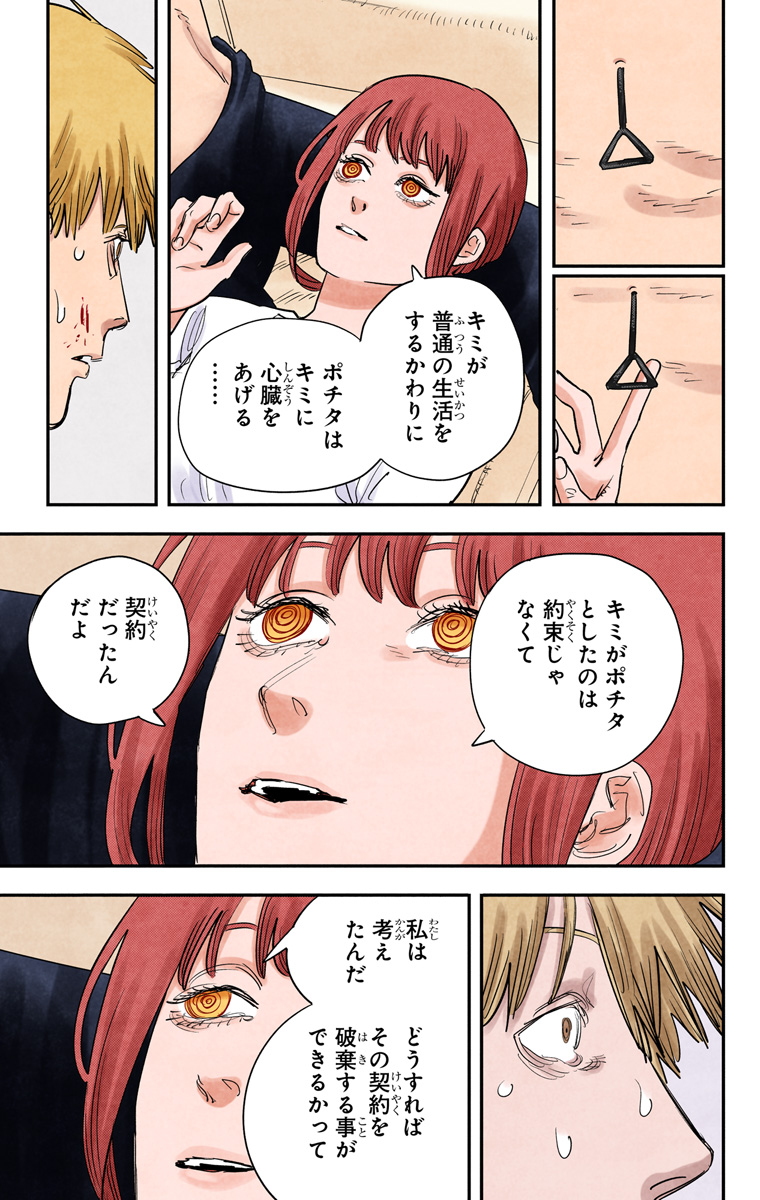 キミが
普通の生活を
するかわりに
ポチタは
キミに
心臓を
あげる
……
キミがポチタ
としたのは
約束じゃ
なくて
契約
だったん
だよ
私は
考え
たんだ
どうすれば
その契約を
破棄する事が
できるかって